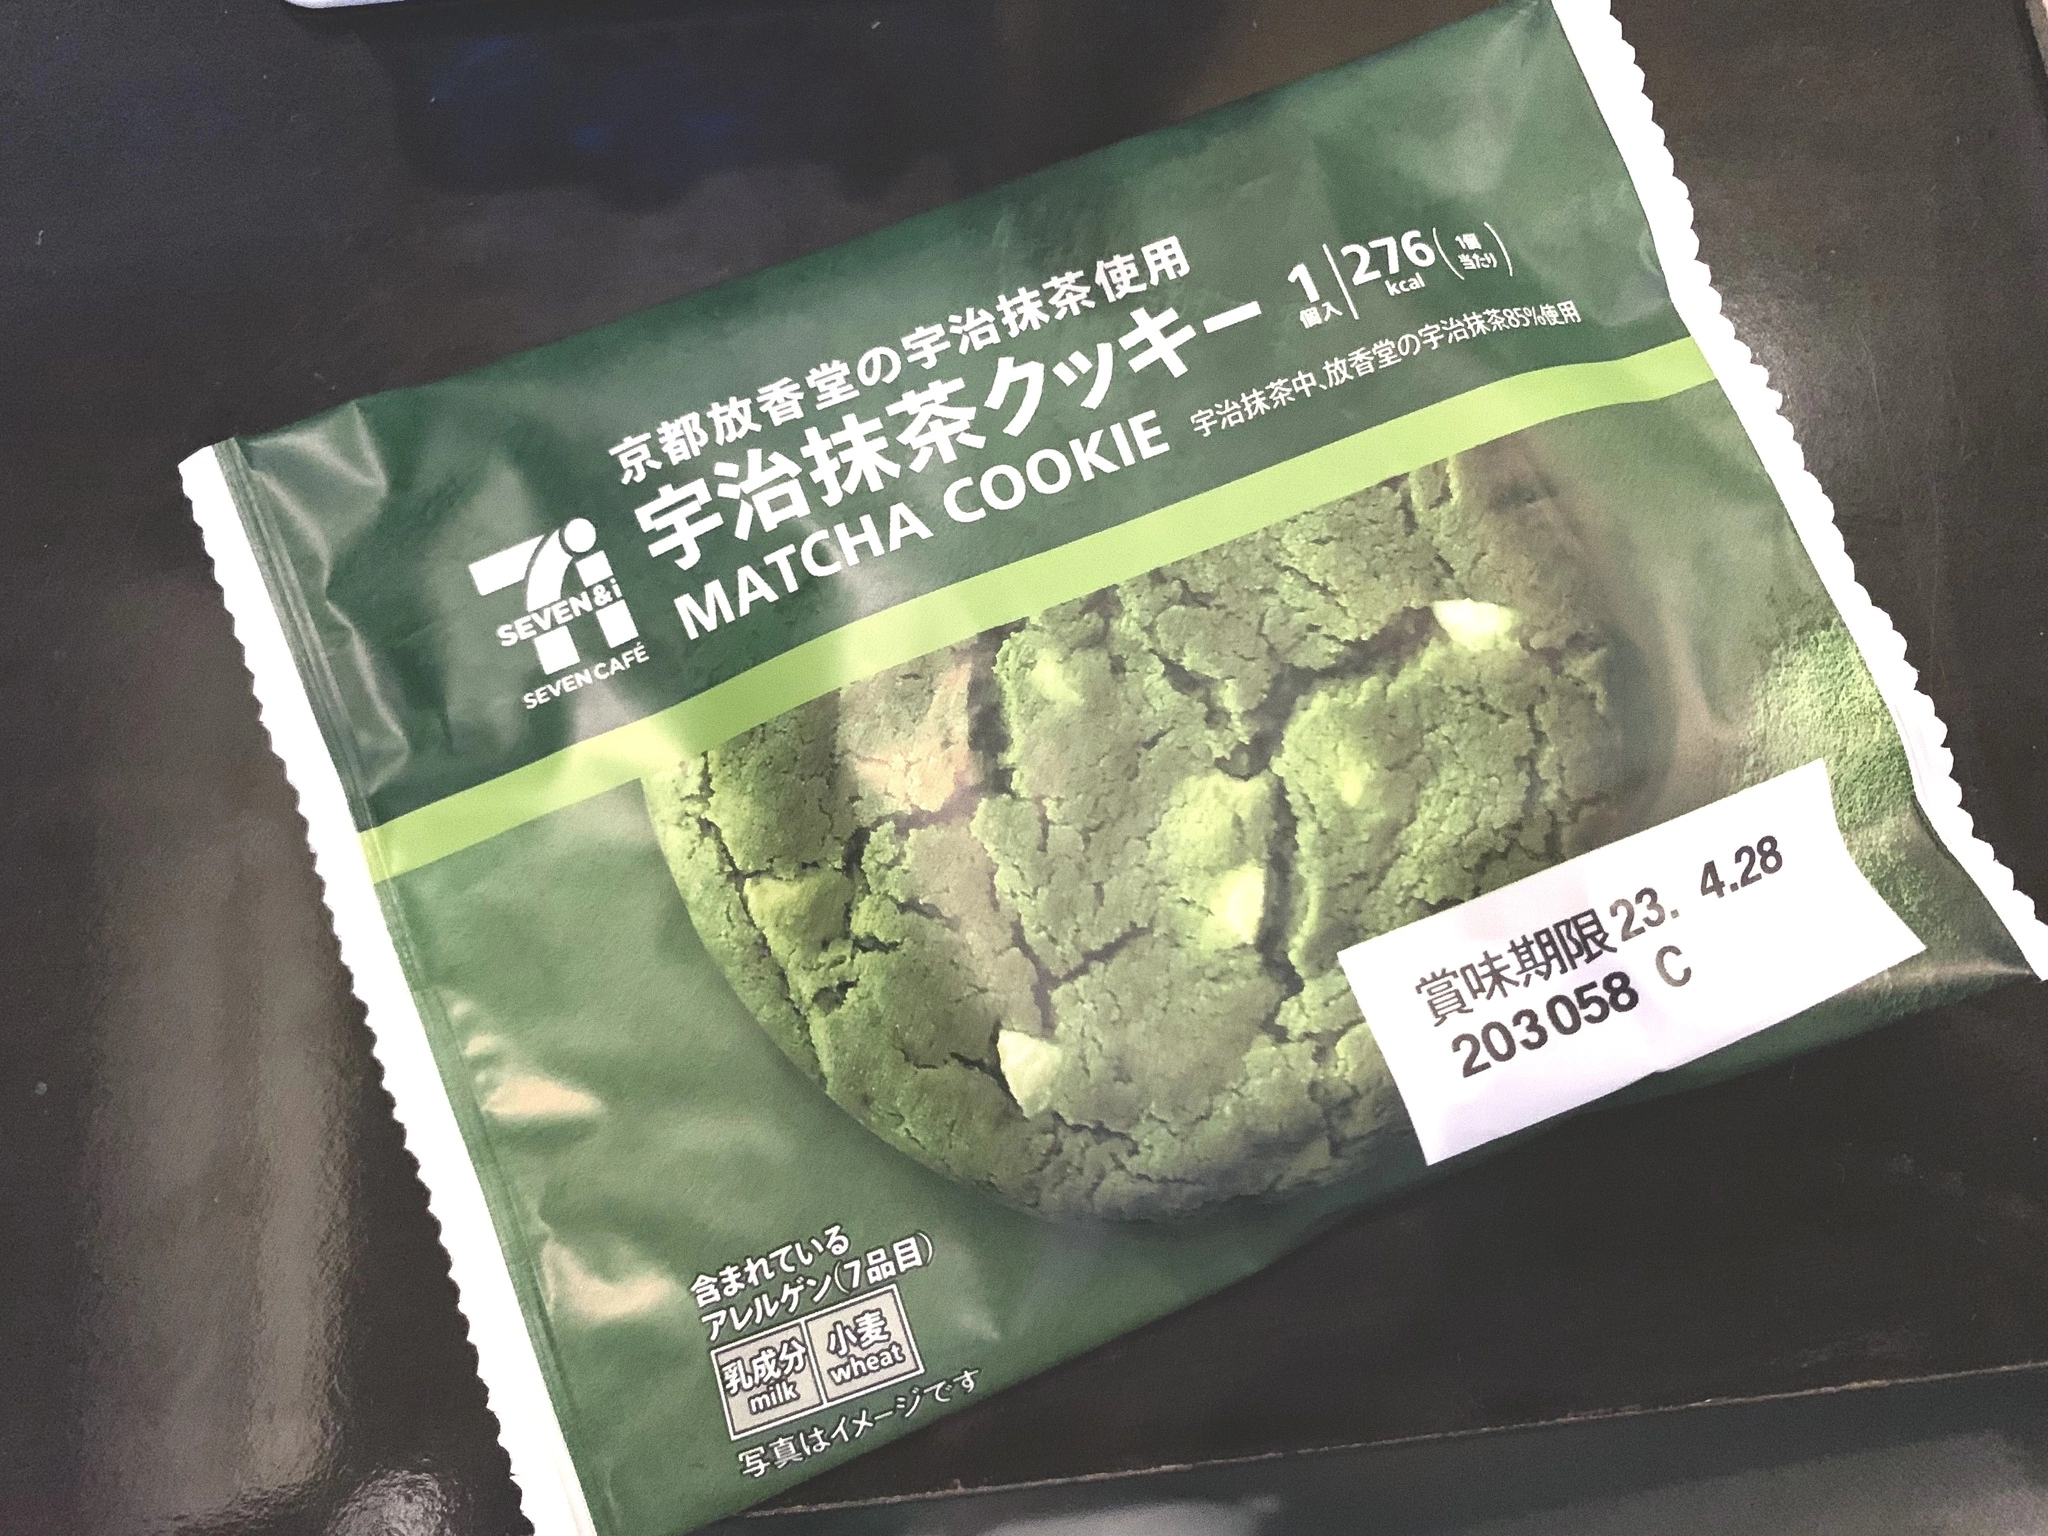 京都放香堂の宇治抹茶使用
宇治抹茶クッキー
MATCHA COOKIE
1
個入
276
kcal
(1個
当たり)
宇治抹茶中、放香堂の宇治抹茶85%使用
SEVEN&i
SEVEN CAFÉ
賞味期限23. 4.28
203058 C
含まれている
アレルゲン(7品目)
乳成分
milk
小麦
wheat
写真はイメージです